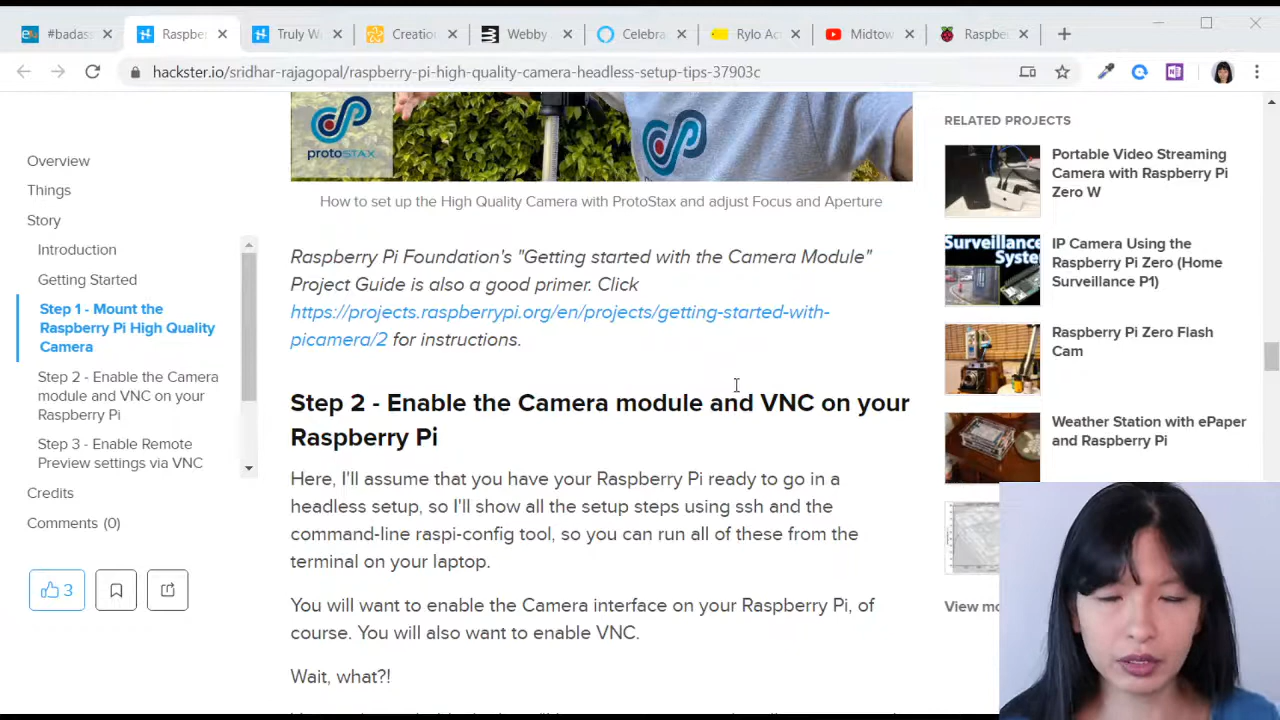 #badass
Raspbe
Truly W
Creation
Webby
Celebra
Rylo Ac
Midtow
Raspbe
hackster.io/sridhar-rajagopal/raspberry-pi-high-quality-camera-headless-setup-tips-37903c
Overview
Things
Story
Introduction
Getting Started
Step 1 - Mount the
Raspberry Pi High Quality
Camera
Step 2 - Enable the Camera
module and VNC on your
Raspberry Pi
Step 3 - Enable Remote
Preview settings via VNC
Credits
Comments (0)
3
protoSTAX
protoSTAX
How to set up the High Quality Camera with ProtoStax and adjust Focus and Aperture
Raspberry Pi Foundation's "Getting started with the Camera Module"
Project Guide is also a good primer. Click
https://projects.raspberrypi.org/en/projects/getting-started-with-
picamera/2 for instructions.
Step 2 - Enable the Camera module and VNC on your
Raspberry Pi
Here, I'll assume that you have your Raspberry Pi ready to go in a
headless setup, so I'll show all the setup steps using ssh and the
command-line raspi-config tool, so you can run all of these from the
terminal on your laptop.
You will want to enable the Camera interface on your Raspberry Pi, of
course. You will also want to enable VNC.
Wait, what?!
RELATED PROJECTS
Portable Video Streaming
Camera with Raspberry Pi
Zero W
Surveillance
System
IP Camera Using the
Raspberry Pi Zero (Home
Surveillance P1)
Raspberry Pi Zero Flash
Cam
Weather Station with ePaper
and Raspberry Pi
View mo